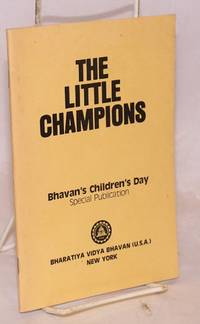 THE
LITTLE
CHAMPIONS
Bhavan's Children's Day
Special Publication
BHARATIYA VIDYA BHAVAN (U.S.A.)
NEW YORK